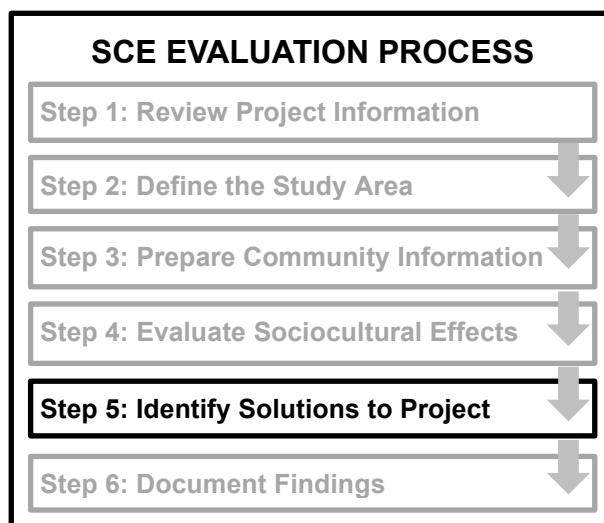 SCE EVALUATION PROCESS
Step 1: Review Project Information
Step 2: Define the Study Area
Step 3: Prepare Community Information
Step 4: Evaluate Sociocultural Effects
Step 5: Identify Solutions to Project
Step 6: Document Findings